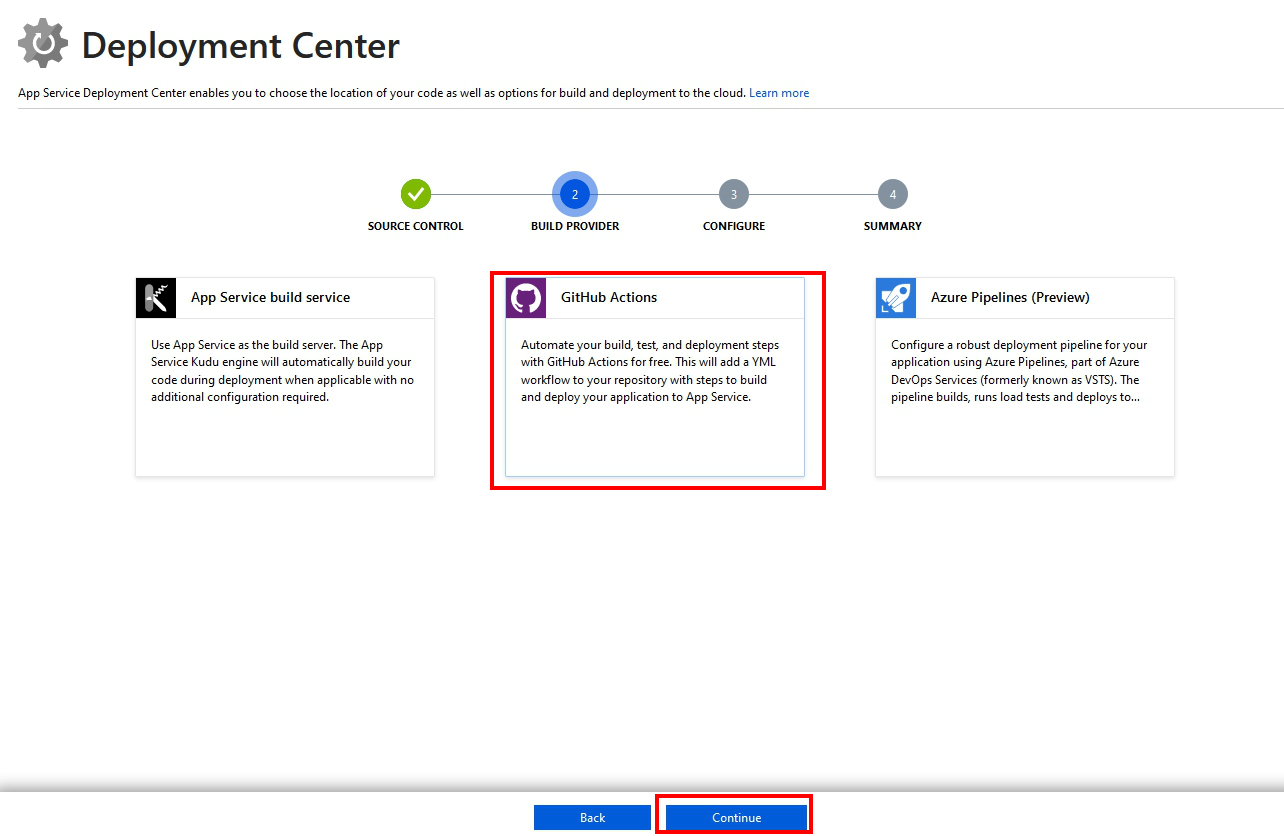 Deployment Center
App Service Deployment Center enables you to choose the location of your code as well as options for build and deployment to the cloud. Learn more
2
3
4
SOURCE CONTROL
BUILD PROVIDER
CONFIGURE
SUMMARY
App Service build service
Use App Service as the build server. The App
Service Kudu engine will automatically build your
code during deployment when applicable with no
additional configuration required.
GitHub Actions
Automate your build, test, and deployment steps
with GitHub Actions for free. This will add a YML
workflow to your repository with steps to build
and deploy your application to App Service.
Azure Pipelines (Preview)
Configure a robust deployment pipeline for your
application using Azure Pipelines, part of Azure
DevOps Services (formerly known as VSTS). The
pipeline builds, runs load tests and deploys to...
Back
Continue